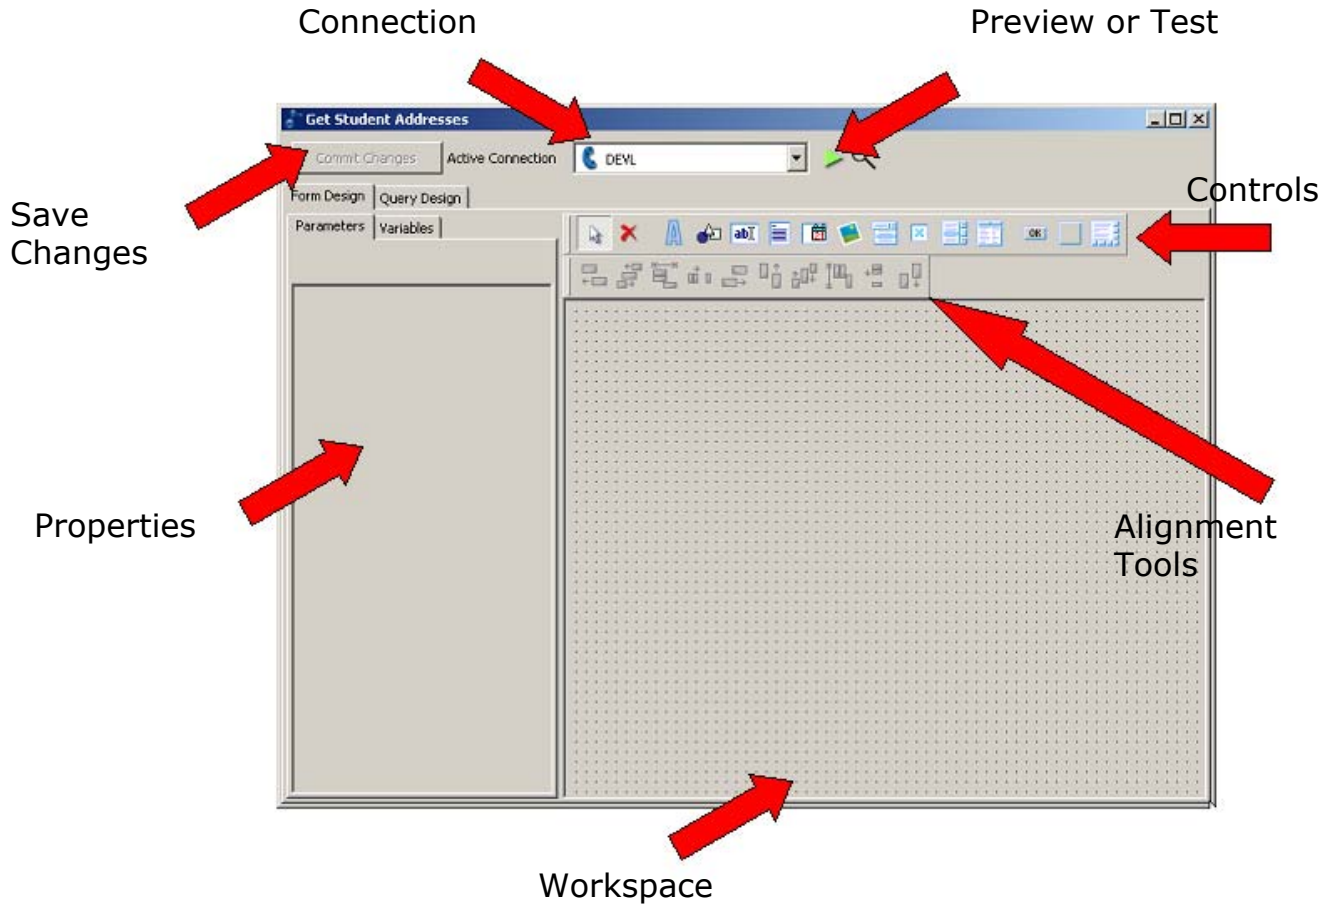 Connection
Preview or Test
Get Student Addresses
Commit Changes
Active Connection
DEVL
Controls
Save
Changes
Form Design
Query Design
Parameters
Variables
abI
OK
Properties
Alignment
Tools
Workspace